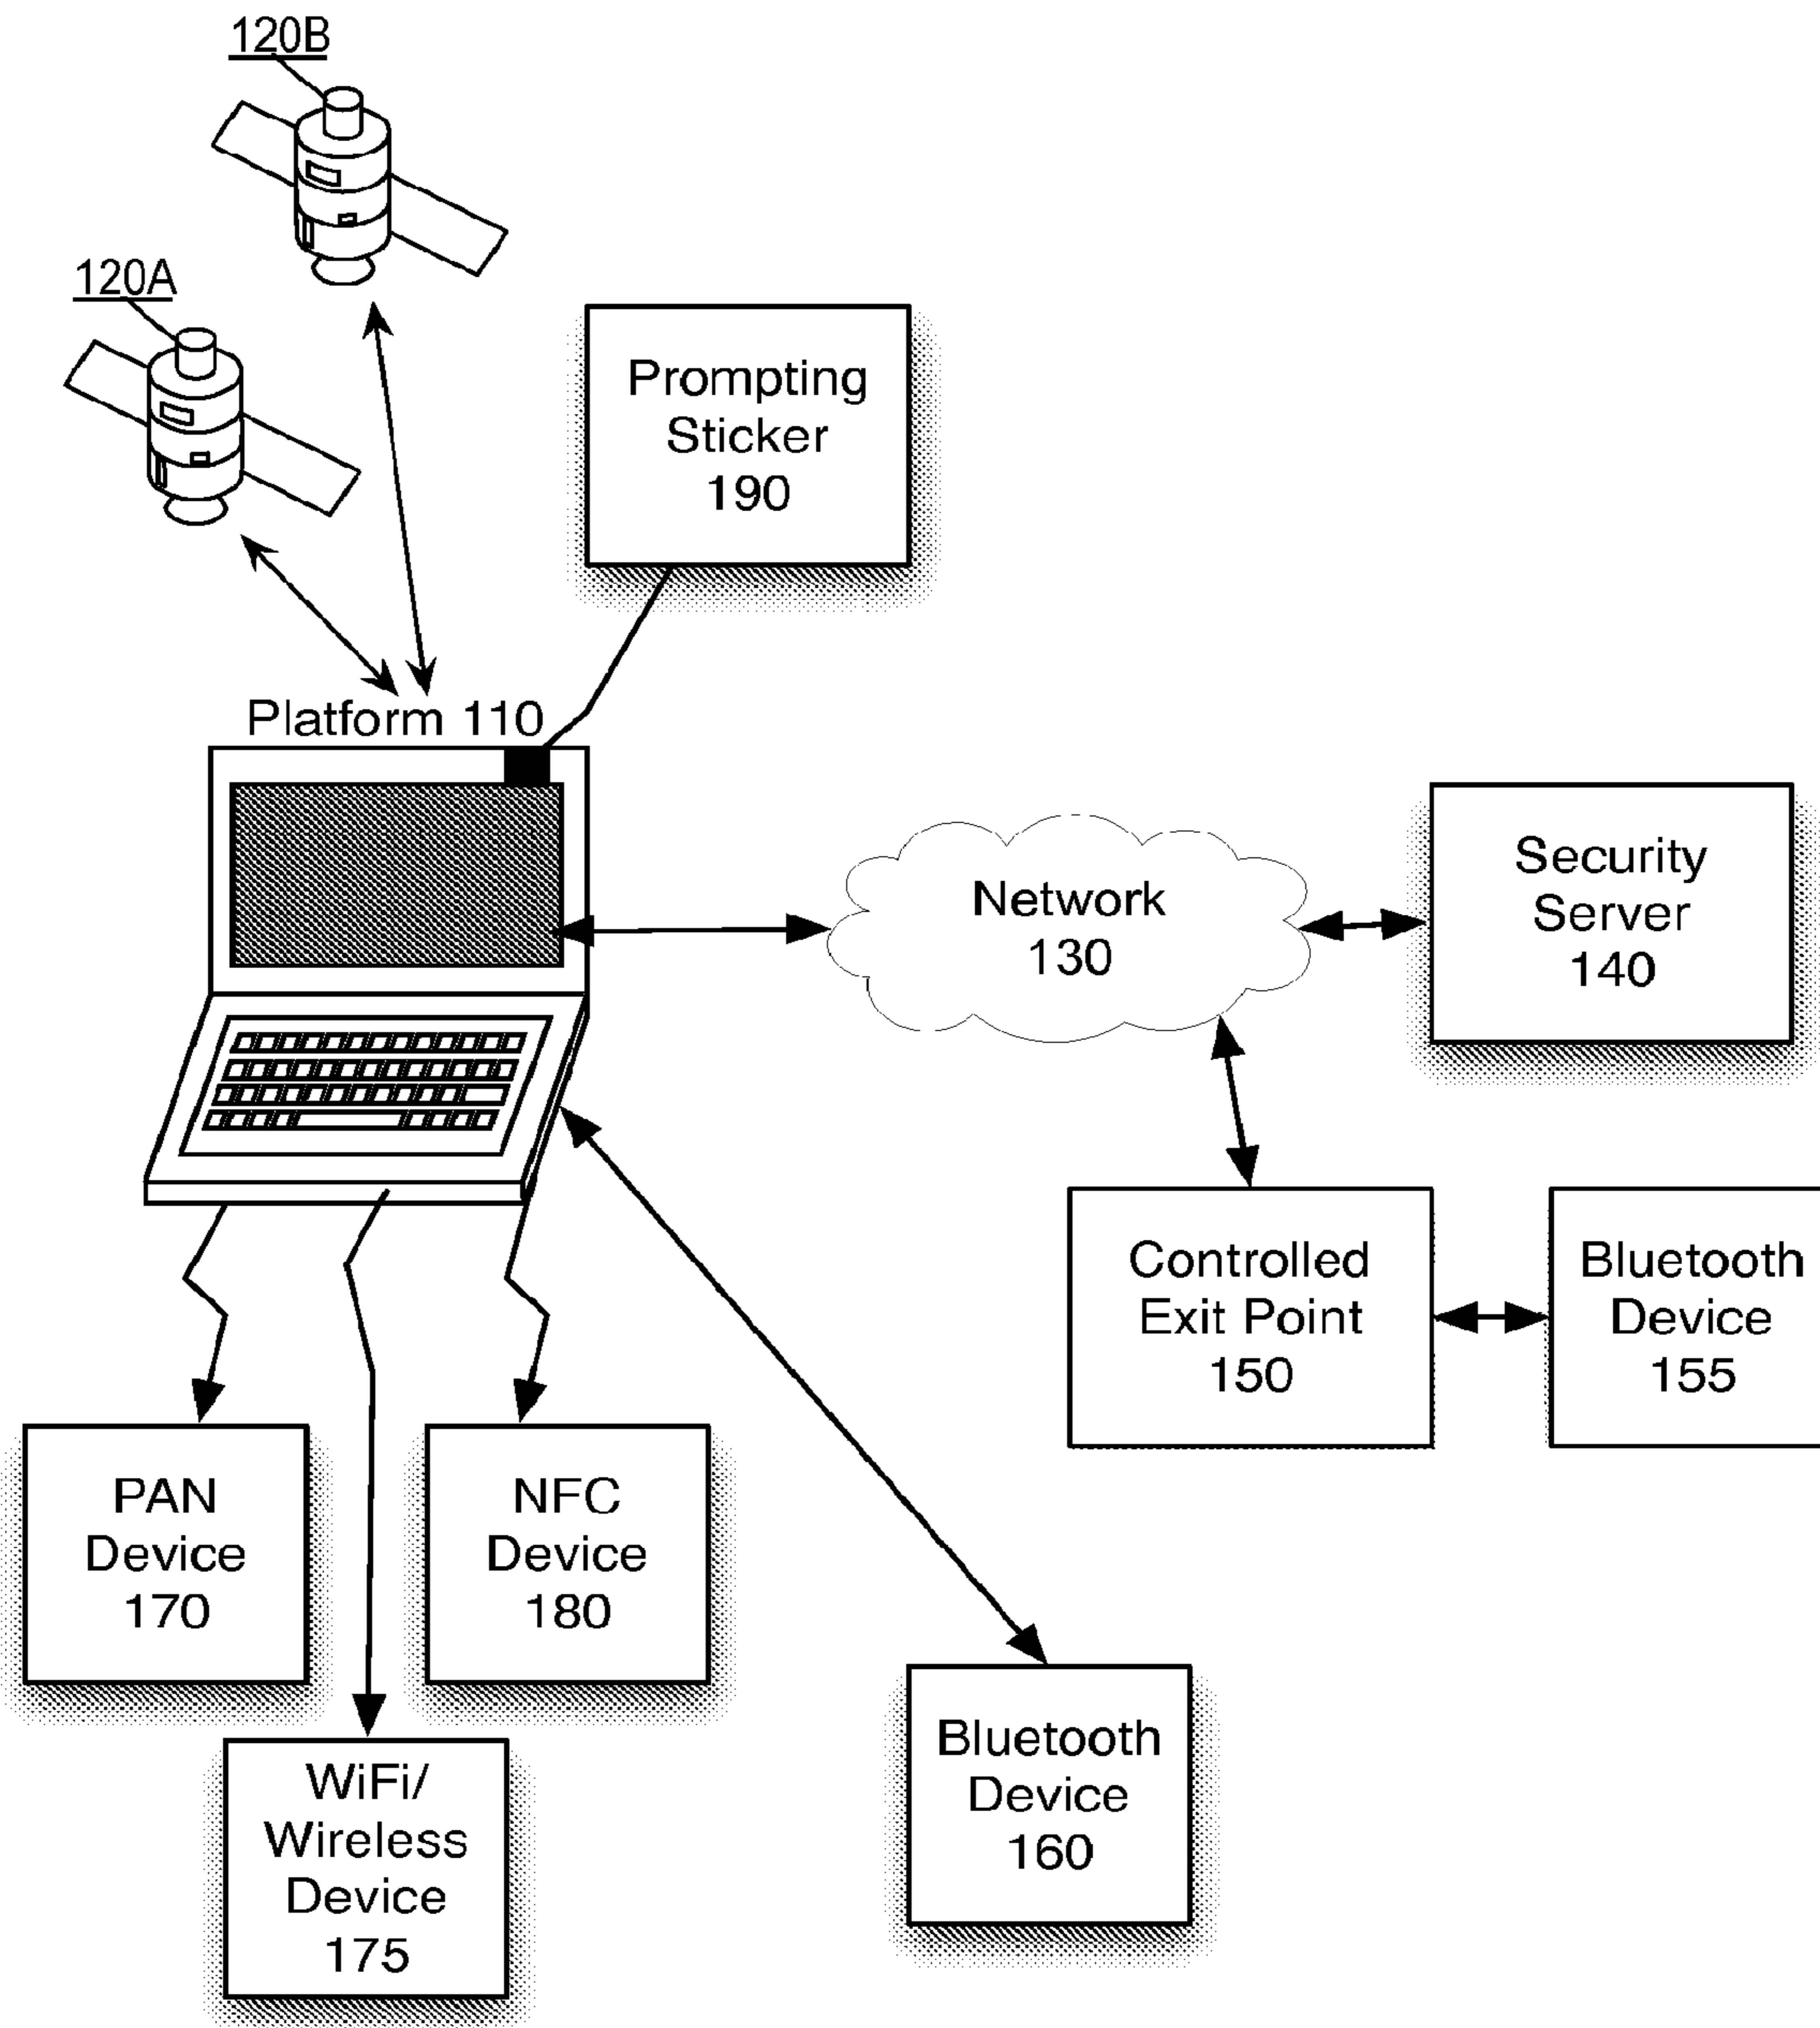 120B
120A
Prompting
Sticker
190
Platform 110
Network
130
Security
Server
140
Controlled
Exit Point
150
Bluetooth
Device
155
PAN
Device
170
NFC
Device
180
WiFi/
Wireless
Device
175
Bluetooth
Device
160